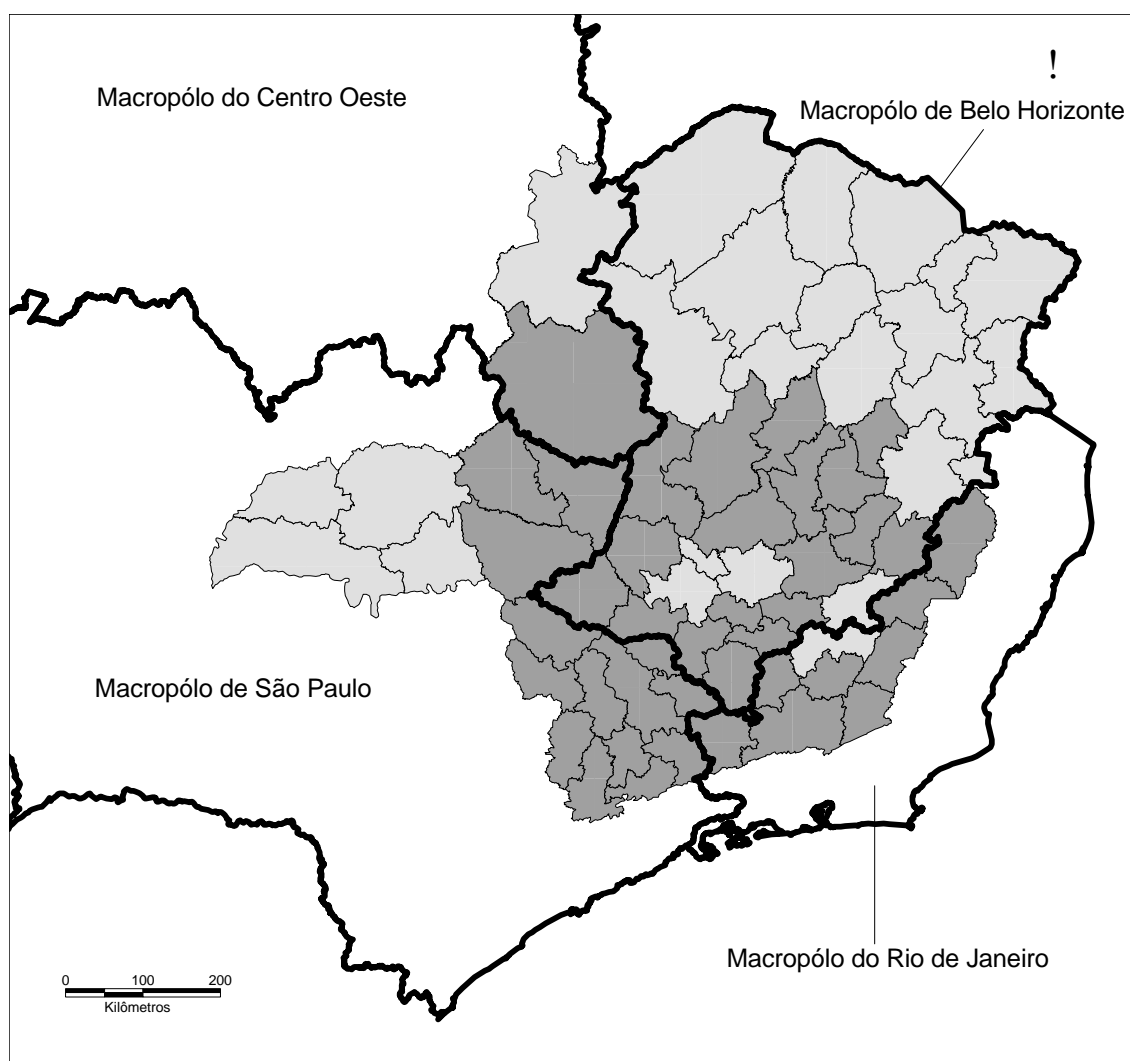 !
Macropólo do Centro Oeste
Macropólo de Belo Horizonte
Macropólo de São Paulo
Macropólo do Rio de Janeiro
0 100 200
Kilômetros